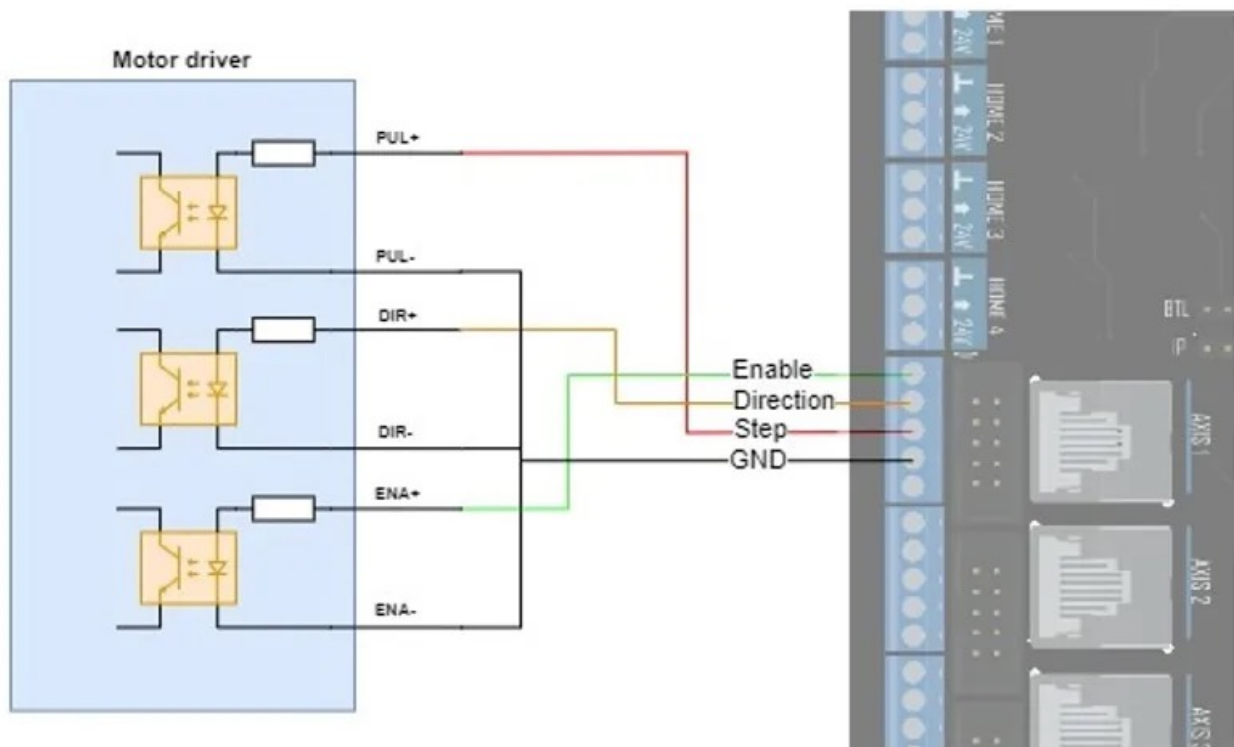 Motor driver
PUL+
PUL-
DIR+
DIR-
ENA+
ENA-
Enable
Direction
Step
GND
24V
HOME 2
24V
HOME 3
24V
HOME 4
24V
BTL
AXIS 1
AXIS 2